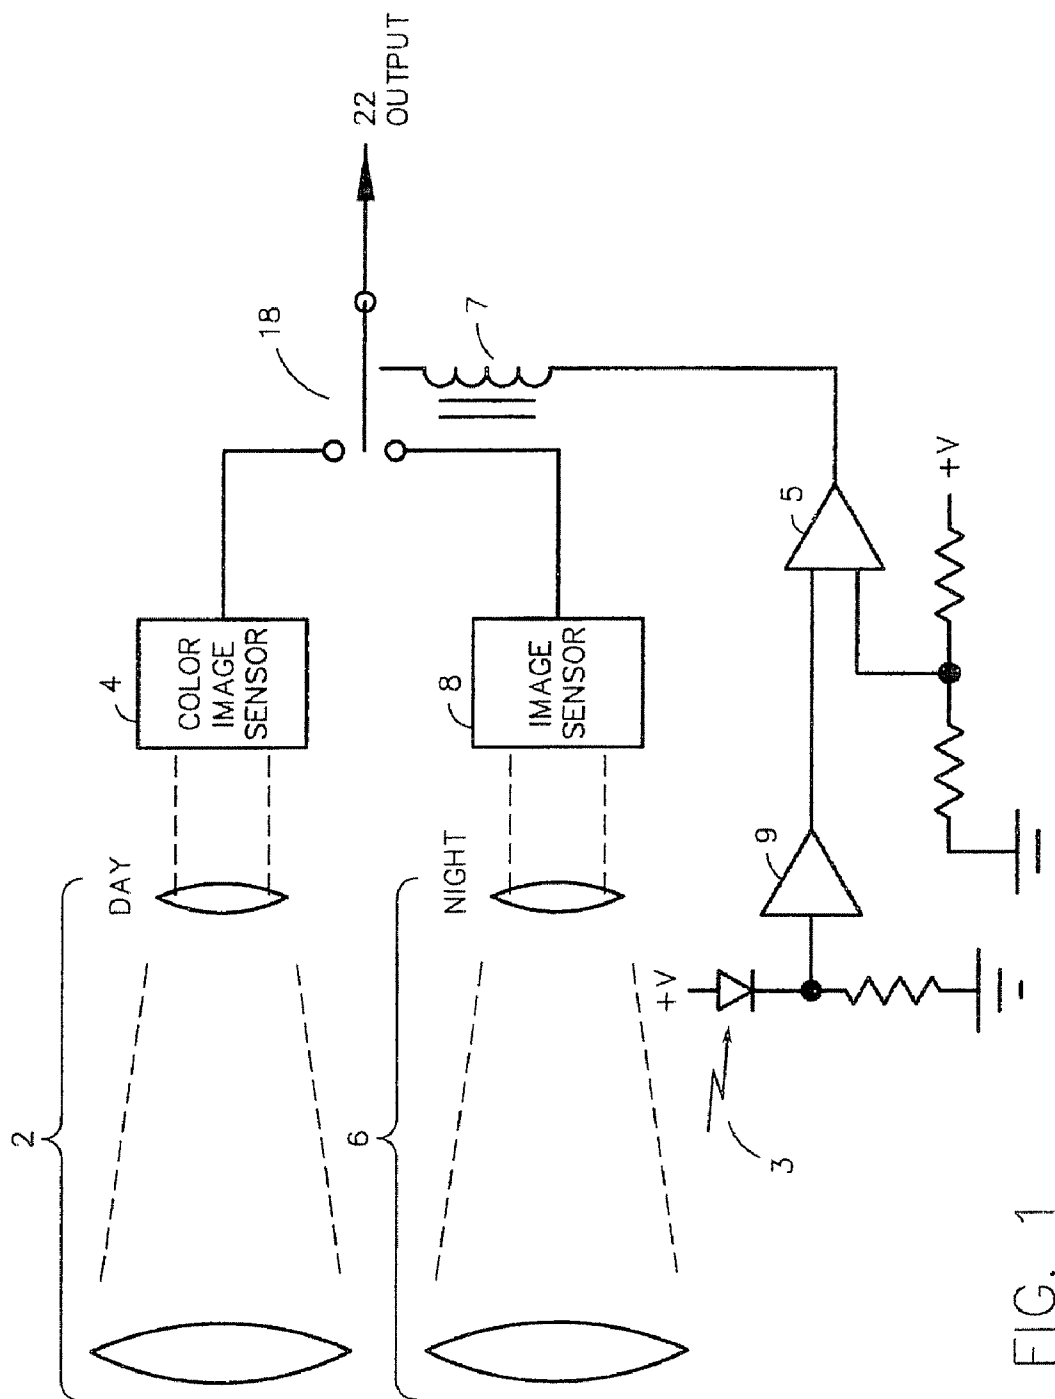 2
DAY
4
COLOR
IMAGE
SENSOR
18
22
OUTPUT
6
NIGHT
8
IMAGE
SENSOR
7
+V
3
9
5
+V
FIG. 1